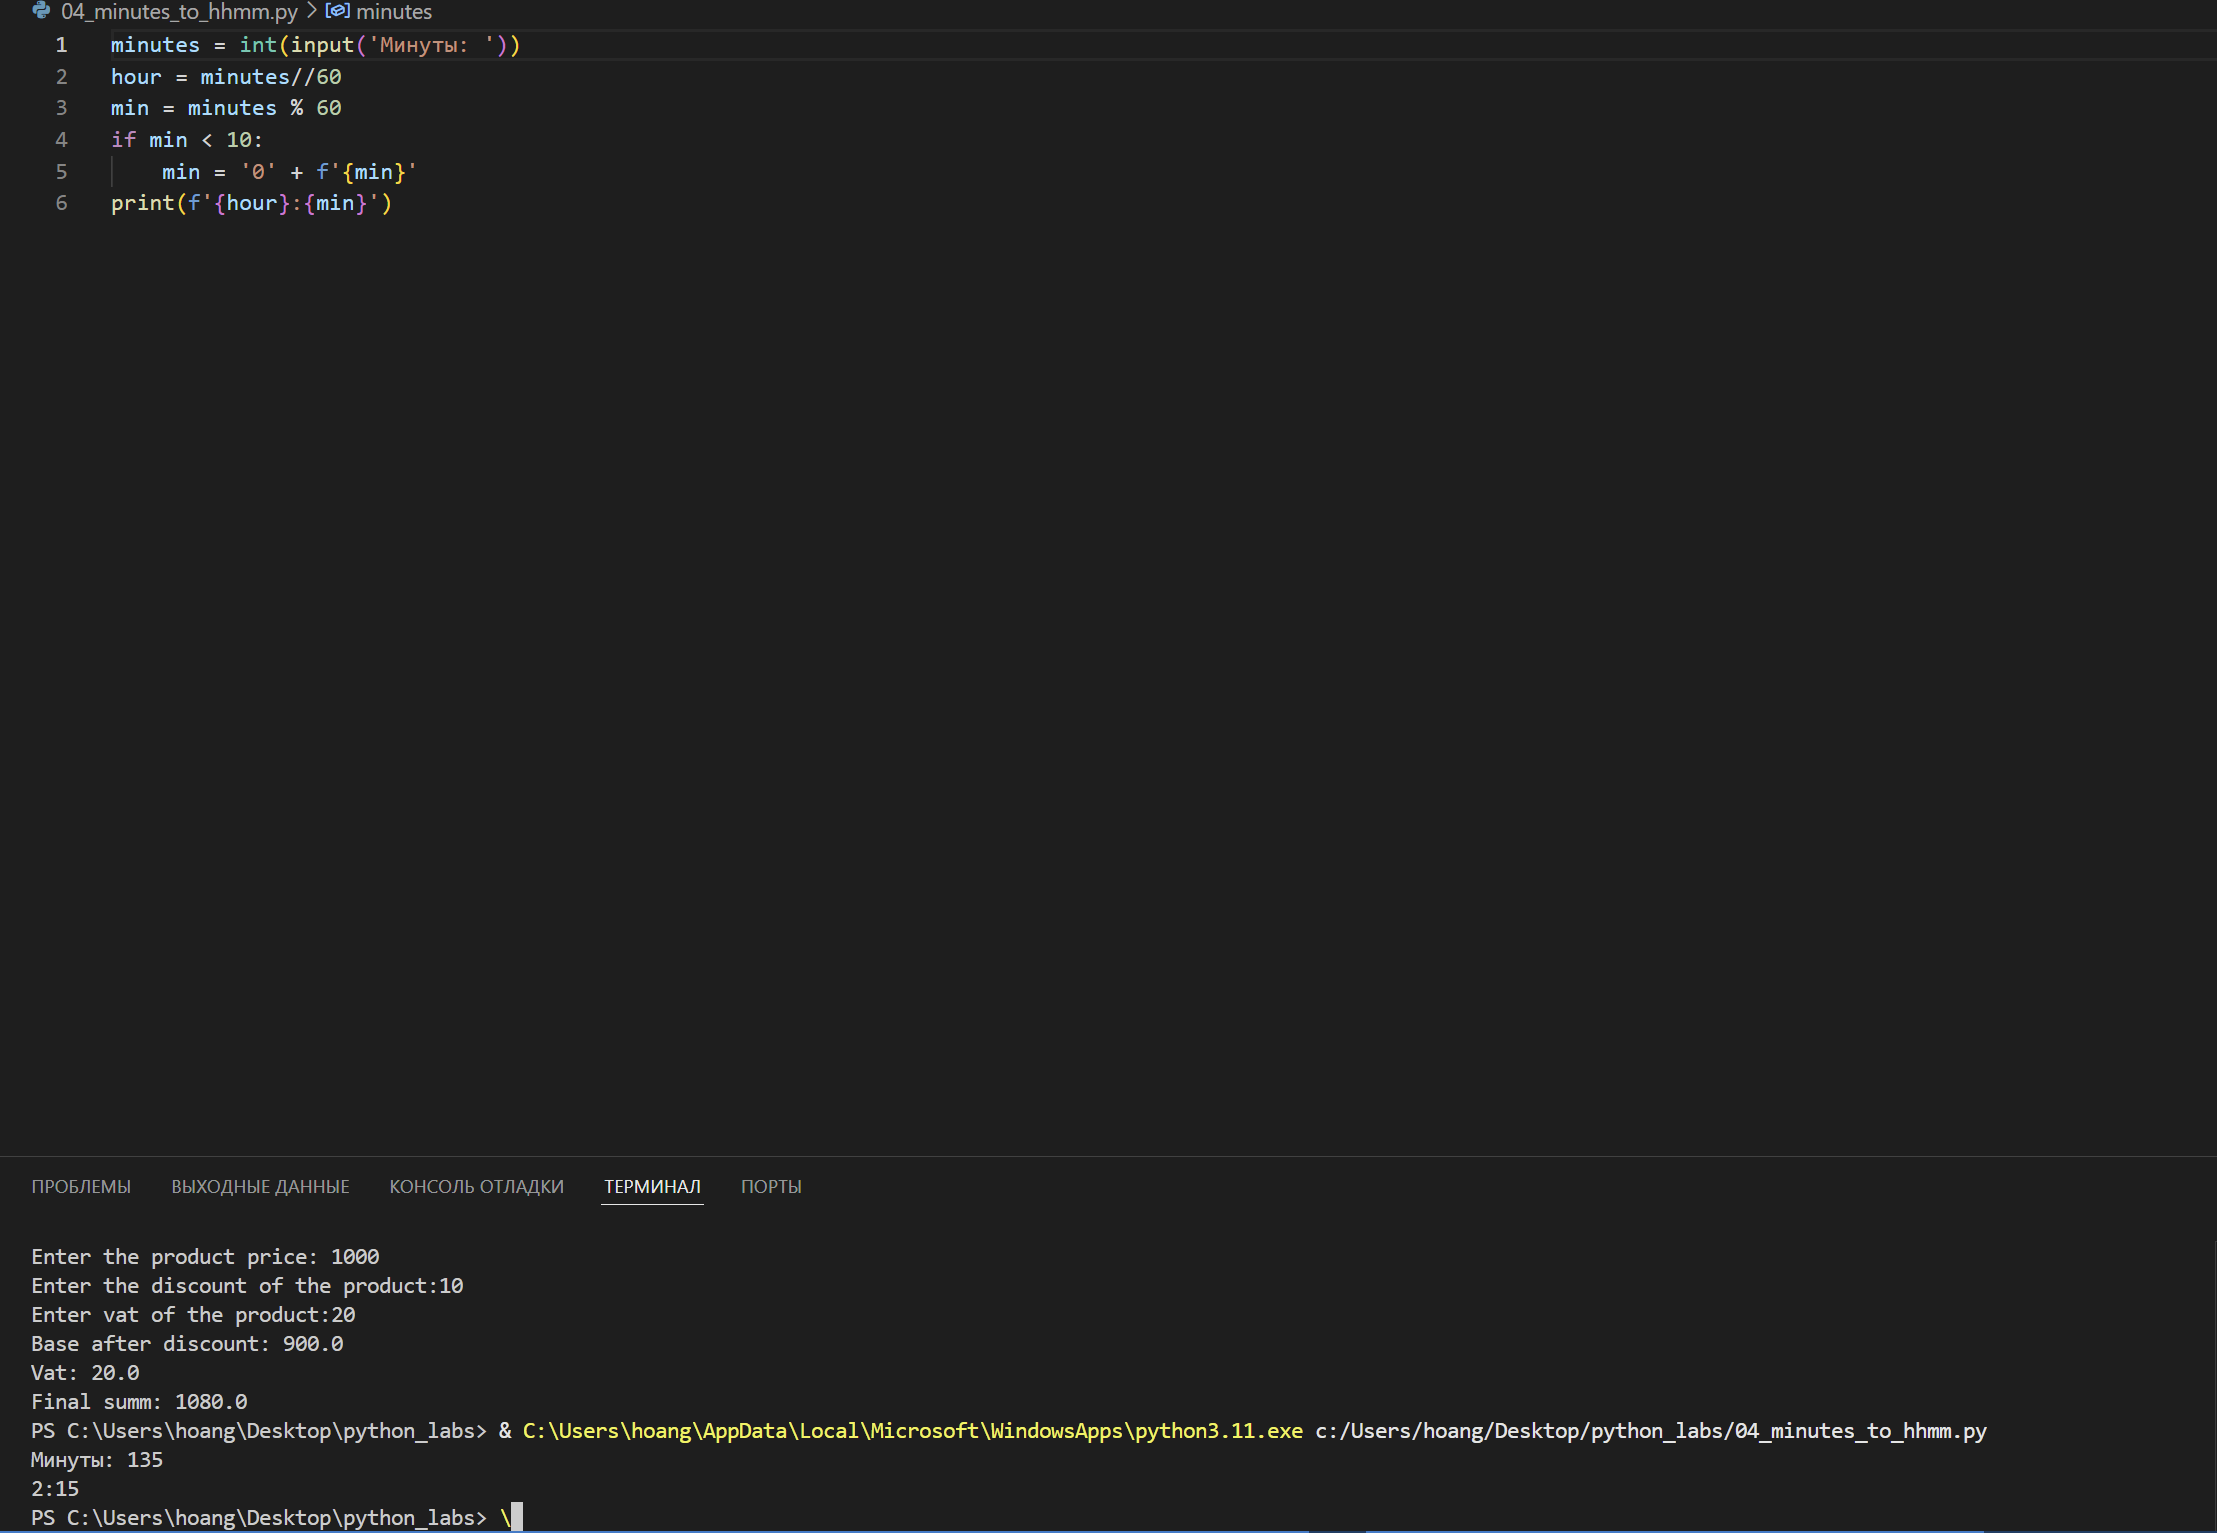 04_minutes_to_hhmm.py > minutes
1 minutes = int(input('Минуты: '))
2 hour = minutes//60
3 min = minutes % 60
4 if min < 10:
5     min = '0' + f'{min}'
6 print(f'{hour}:{min}')
ПРОБЛЕМЫ ВЫХОДНЫЕ ДАННЫЕ КОНСОЛЬ ОТЛАДКИ ТЕРМИНАЛ ПОРТЫ
Enter the product price: 1000
Enter the discount of the product:10
Enter vat of the product:20
Base after discount: 900.0
Vat: 20.0
Final summ: 1080.0
PS C:\Users\hoang\Desktop\python_labs> & C:\Users\hoang\AppData\Local\Microsoft\WindowsApps\python3.11.exe c:/Users/hoang/Desktop/python_labs/04_minutes_to_hhmm.py
Минуты: 135
2:15
PS C:\Users\hoang\Desktop\python_labs> \